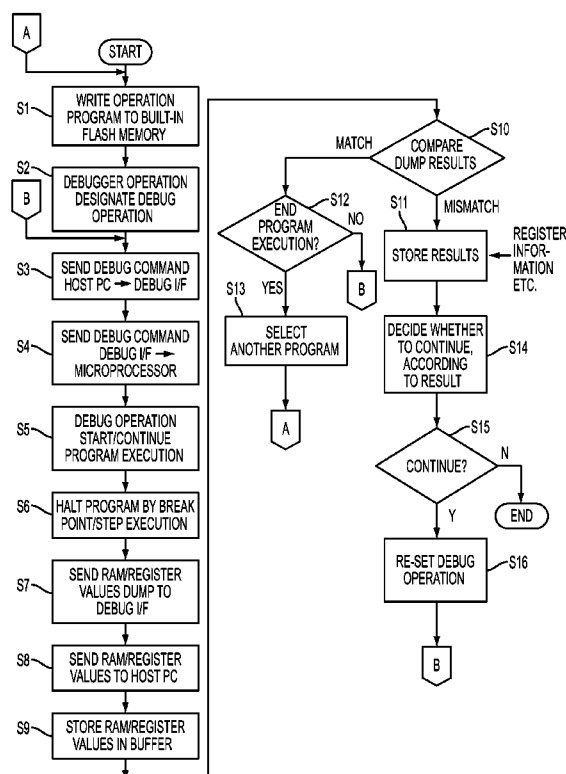 A
START
S1
WRITE OPERATION
PROGRAM TO BUILT-IN
FLASH MEMORY
S2
DEBUGGER OPERATION
DESIGNATE DEBUG
OPERATION
B
S3
SEND DEBUG COMMAND
HOST PC → DEBUG I/F
S4
SEND DEBUG COMMAND
DEBUG I/F →
MICROPROCESSOR
S5
DEBUG OPERATION
START/CONTINUE
PROGRAM EXECUTION
S6
HALT PROGRAM BY BREAK
POINT/STEP EXECUTION
S7
SEND RAM/REGISTER
VALUES DUMP TO
DEBUG I/F
S8
SEND RAM/REGISTER
VALUES TO HOST PC
S9
STORE RAM/REGISTER
VALUES IN BUFFER
S10
COMPARE
DUMP RESULTS
MATCH
MISMATCH
S12
END
PROGRAM
EXECUTION?
NO
B
YES
S13
SELECT
ANOTHER PROGRAM
A
S11
STORE RESULTS
REGISTER
INFOR-
MATION
ETC.
S14
DECIDE WHETHER
TO CONTINUE,
ACCORDING
TO RESULT
S15
CONTINUE?
N
END
Y
S16
RE-SET DEBUG
OPERATION
B